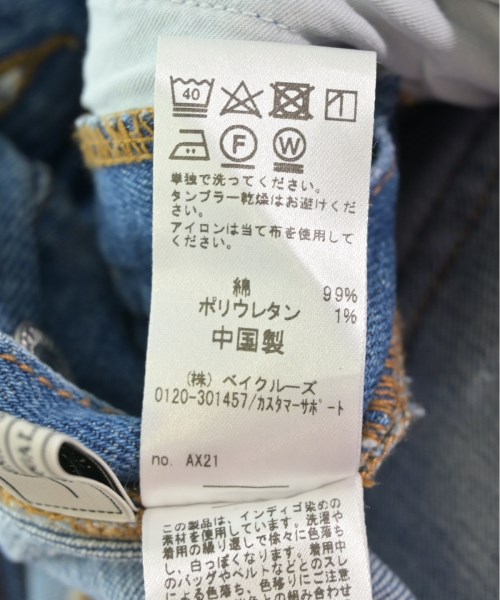 40
F W
単独で洗ってください。
タンブラー乾燥はお避けくだ
さい。
アイロンは当て布を使用して
ください。
綿 99%
ポリウレタン 1%
中国製
(株) ベイクルーズ
0120-301457/カスタマーサポート
no. AX21
この製品は、インディゴ染めの
素材を使用しています。洗濯や
着用の繰り返しで徐々に色落ち
し、白っぽくなります。着用中
のバッグやベルトなどとのスレ
による色落ち、色移りにご注意